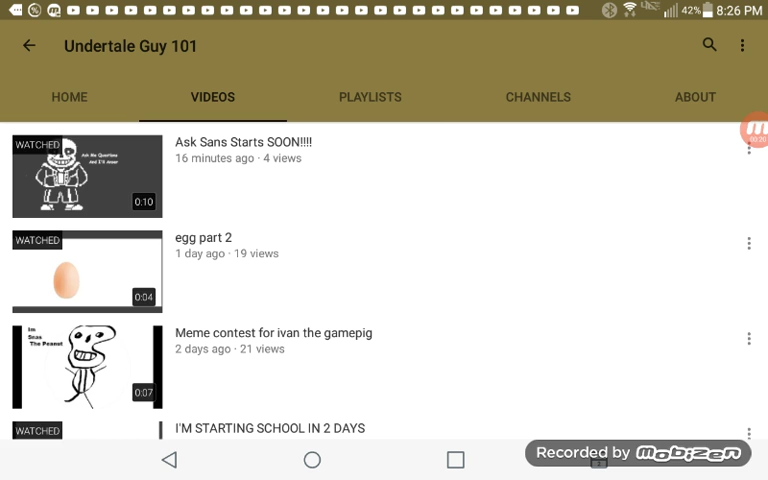 42% 8:26 PM
Undertale Guy 101
HOME VIDEOS PLAYLISTS CHANNELS ABOUT
00:20
WATCHED
Ask Me Questions
And I'll Answer
0:10
Ask Sans Starts SOON!!!!
16 minutes ago · 4 views
WATCHED
0:04
egg part 2
1 day ago · 19 views
Im
Snas
The Peanut
0:07
Meme contest for ivan the gamepig
2 days ago · 21 views
WATCHED
I'M STARTING SCHOOL IN 2 DAYS
Recorded by mobizen